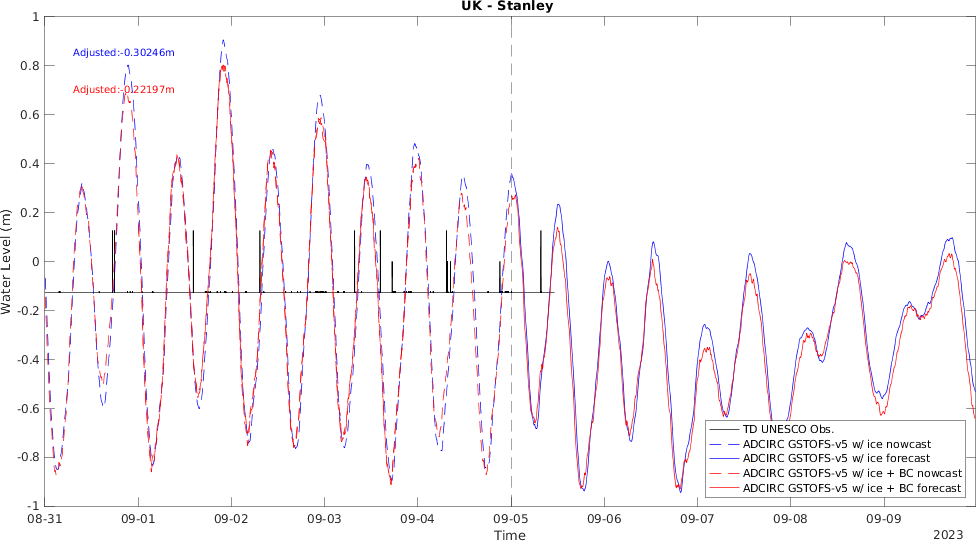 UK - Stanley
Adjusted:-0.30246m
Adjusted:-0.22197m
1
0.8
0.6
0.4
0.2
0
-0.2
-0.4
-0.6
-0.8
-1
Water Level (m)
TD UNESCO Obs.
ADCIRC GSTOFS-v5 w/ ice nowcast
ADCIRC GSTOFS-v5 w/ ice forecast
ADCIRC GSTOFS-v5 w/ ice + BC nowcast
ADCIRC GSTOFS-v5 w/ ice + BC forecast
08-31 09-01 09-02 09-03 09-04 09-05 09-06 09-07 09-08 09-09
Time
2023